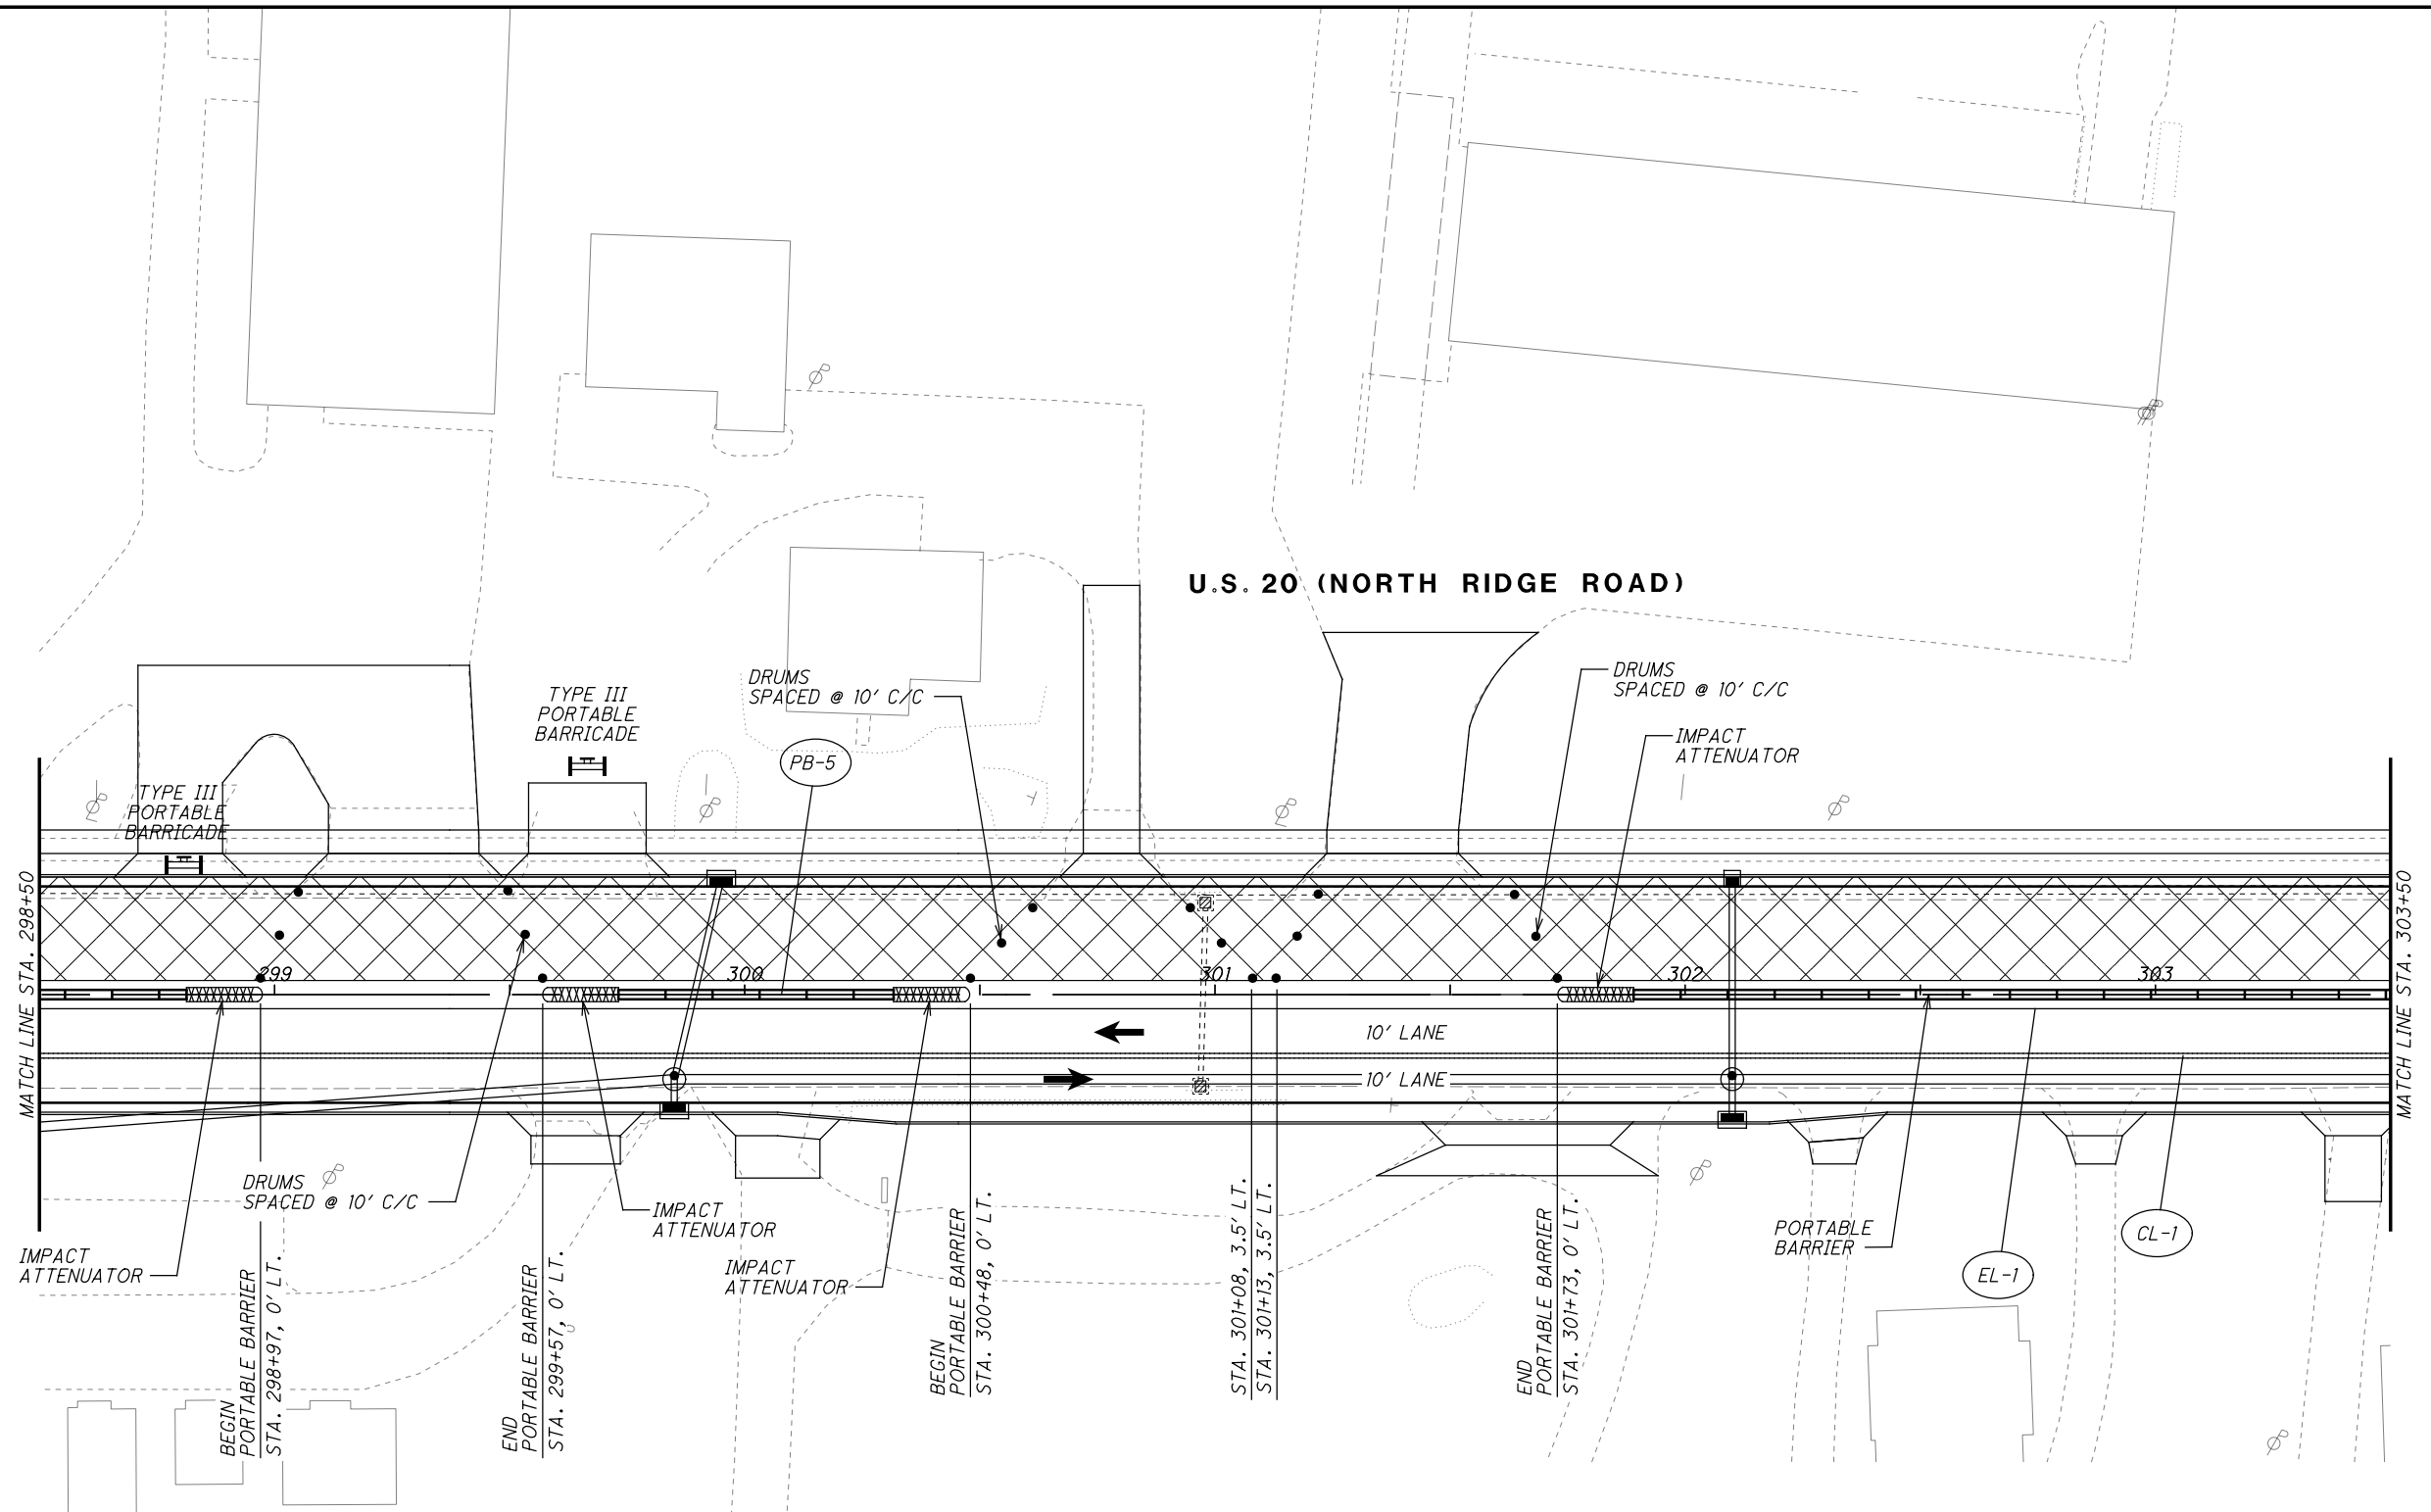 U.S. 20 (NORTH RIDGE ROAD)
DRUMS
SPACED @ 10' C/C
DRUMS
SPACED @ 10' C/C
TYPE III
PORTABLE
BARRICADE
IMPACT
ATTENUATOR
PB-5
TYPE III
PORTABLE
BARRICADE
MATCH LINE STA. 298+50
MATCH LINE STA. 303+50
299
300
301
302
303
10' LANE
10' LANE
DRUMS
SPACED @ 10' C/C
IMPACT
ATTENUATOR
PORTABLE
BARRIER
CL-1
IMPACT
ATTENUATOR
IMPACT
ATTENUATOR
EL-1
BEGIN
PORTABLE BARRIER
STA. 298+97, 0' LT.
END
PORTABLE BARRIER
STA. 299+57, 0' LT.
BEGIN
PORTABLE BARRIER
STA. 300+48, 0' LT.
STA. 301+08, 3.5' LT.
STA. 301+13, 3.5' LT.
END
PORTABLE BARRIER
STA. 301+73, 0' LT.